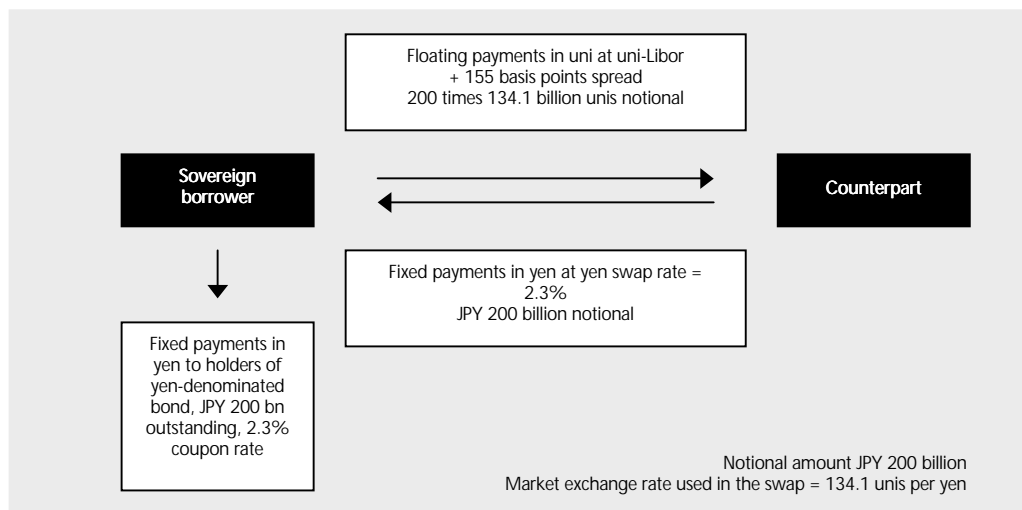 Floating payments in uni at uni-Libor
+ 155 basis points spread
200 times 134.1 billion unis notional
Sovereign
borrower
Counterpart
Fixed payments in yen at yen swap rate =
2.3%
JPY 200 billion notional
Fixed payments in
yen to holders of
yen-denominated
bond, JPY 200 bn
outstanding, 2.3%
coupon rate
Notional amount JPY 200 billion
Market exchange rate used in the swap = 134.1 unis per yen